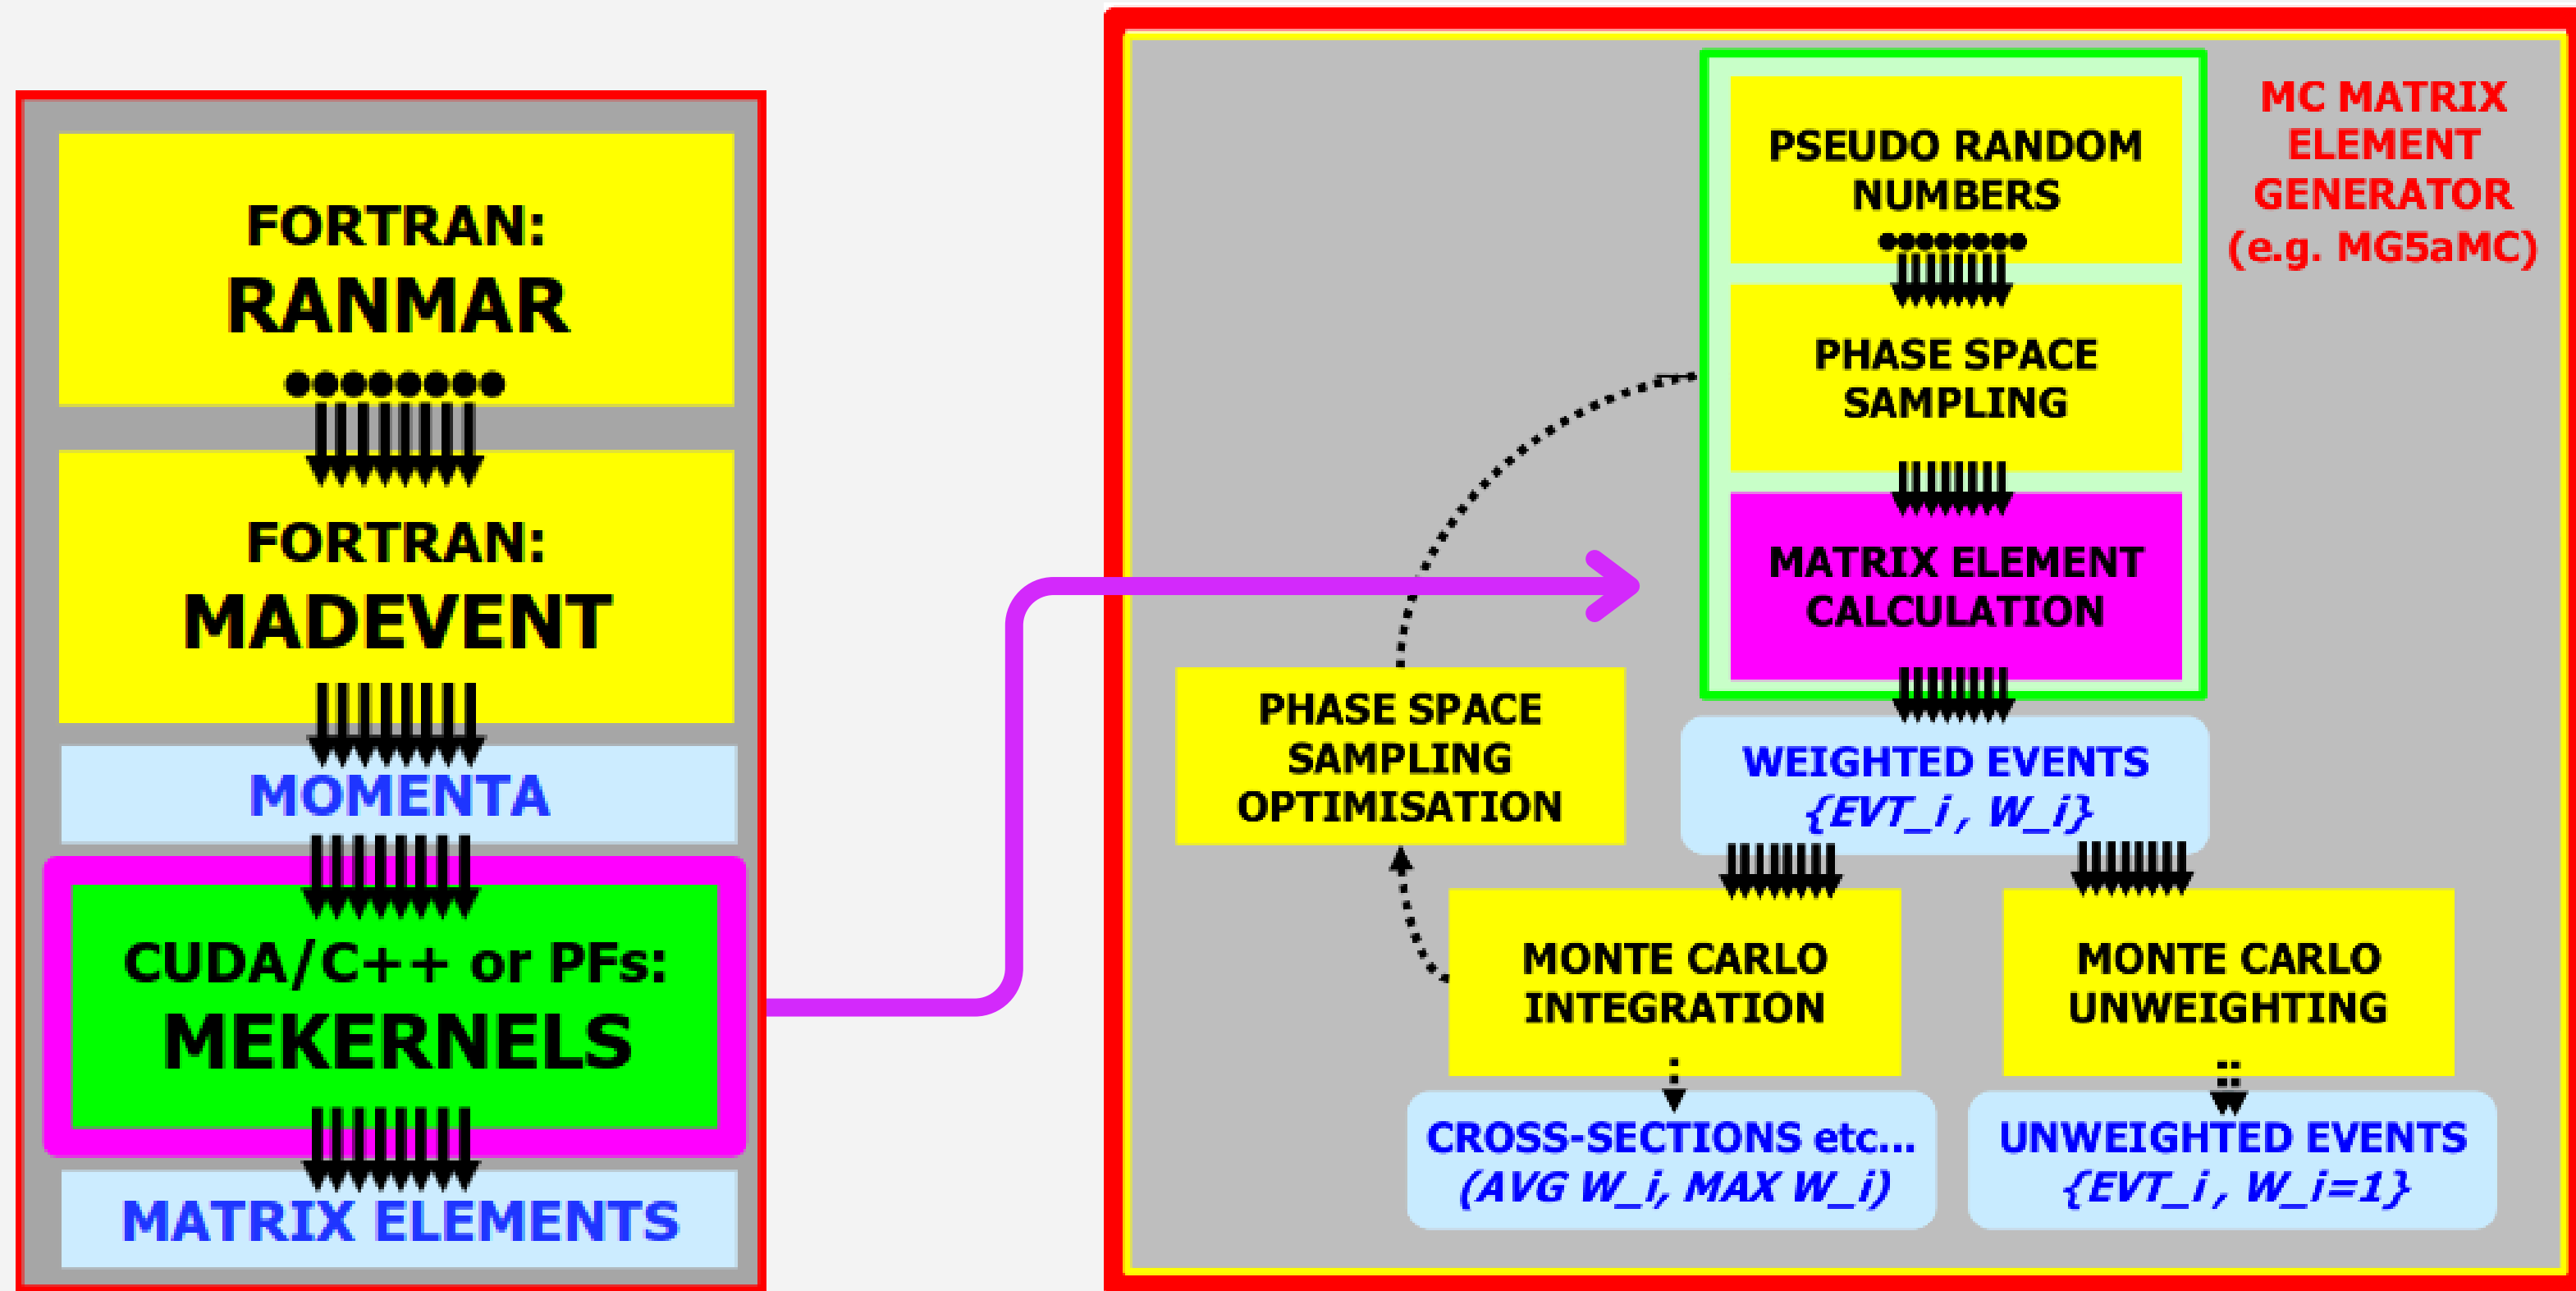 FORTRAN:
RANMAR
FORTRAN:
MADEVENT
MOMENTA
CUDA/C++ or PFs:
MEKERNELS
MATRIX ELEMENTS
MC MATRIX
ELEMENT
GENERATOR
(e.g. MG5aMC)
PSEUDO RANDOM
NUMBERS
PHASE SPACE
SAMPLING
MATRIX ELEMENT
CALCULATION
PHASE SPACE
SAMPLING
OPTIMISATION
WEIGHTED EVENTS
{EVT_i , W_i}
MONTE CARLO
INTEGRATION
MONTE CARLO
UNWEIGHTING
CROSS-SECTIONS etc...
(AVG W_i, MAX W_i)
UNWEIGHTED EVENTS
{EVT_i , W_i=1}